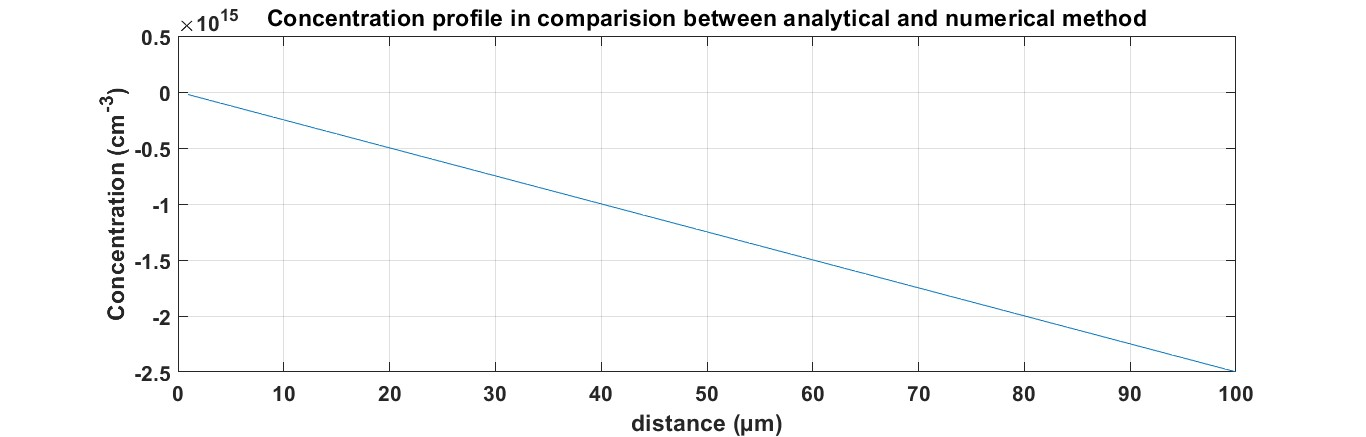 ×10^15
Concentration profile in comparision between analytical and numerical method
Concentration (cm^-3)
0.5
0
-0.5
-1
-1.5
-2
-2.5
0 10 20 30 40 50 60 70 80 90 100
distance (µm)